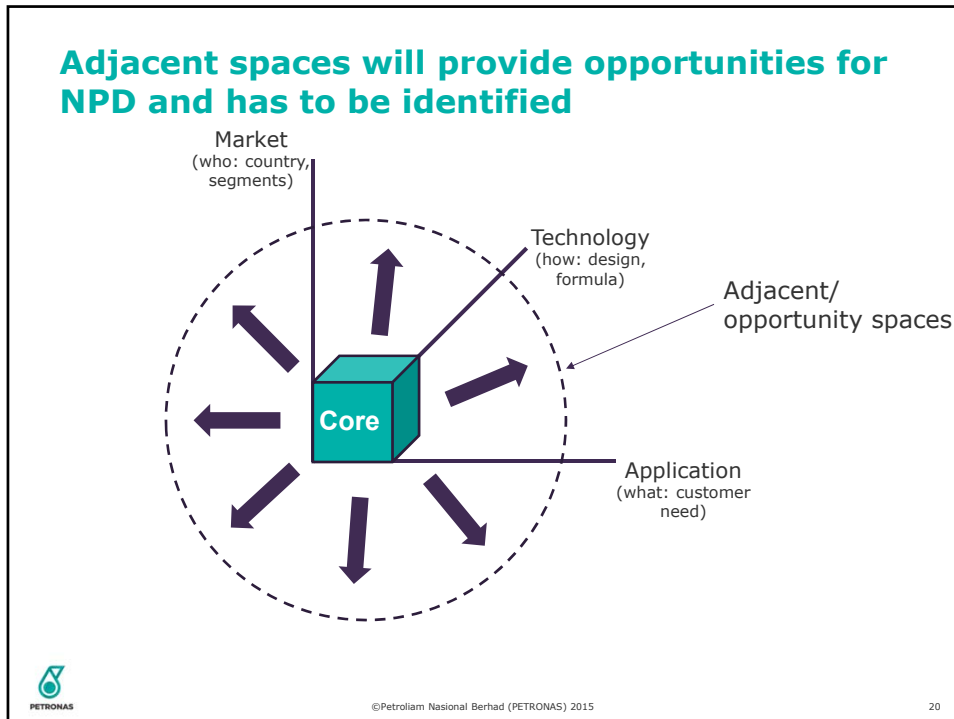 Adjacent spaces will provide opportunities for
NPD and has to be identified
Market
(who: country,
segments)
Technology
(how: design,
formula)
Adjacent/
opportunity spaces
Core
Application
(what: customer
need)
PETRONAS
©Petroliam Nasional Berhad (PETRONAS) 2015
20